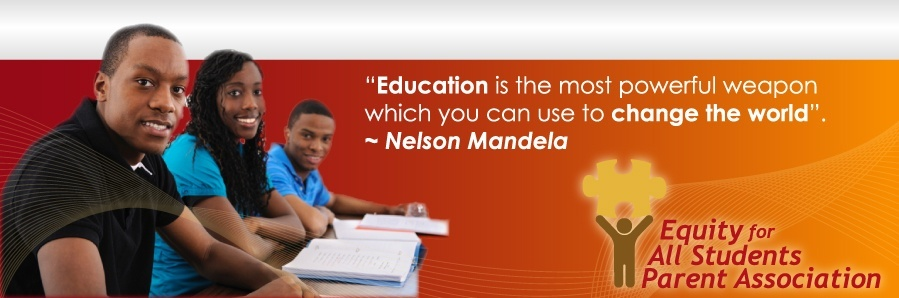 “Education is the most powerful weapon
which you can use to change the world”.
~ Nelson Mandela
Equity for
All Students
Parent Association